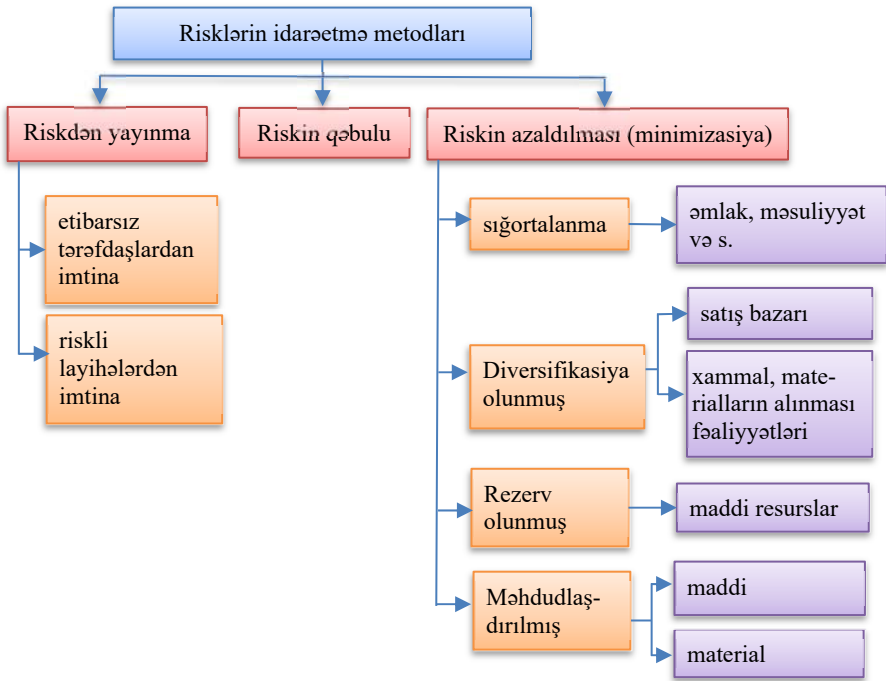 Risklərin idarəetmə metodları
Riskdən yayınma
Riskin qəbulu
Riskin azaldılması (minimizasiya)
etibarsız
tərəfdaşlardan
imtina
riskli
layihələrdən
imtina
sığortalanma
əmlak, məsuliyyət
və s.
Diversifikasiya
olunmuş
satış bazarı
xammal, mate-
rialların alınması
fəaliyyətləri
Rezerv
olunmuş
maddi resurslar
Məhdudlaş-
dırılmış
maddi
material